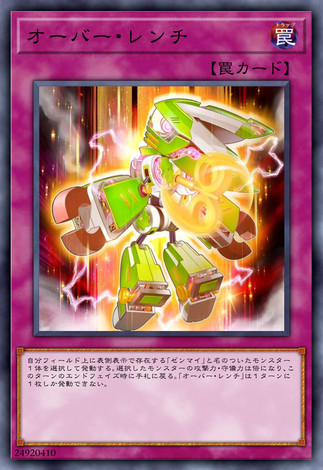 オーバー・レンチ
トラップ
罠
【罠カード】
自分フィールド上に表側表示で存在する「ゼンマイ」と名のついたモンスター
１体を選択して発動する。選択したモンスターの攻撃力・守備力は倍になり、こ
のターンのエンドフェイズ時に手札に戻る。「オーバー・レンチ」は１ターンに
１枚しか発動できない。
24920410